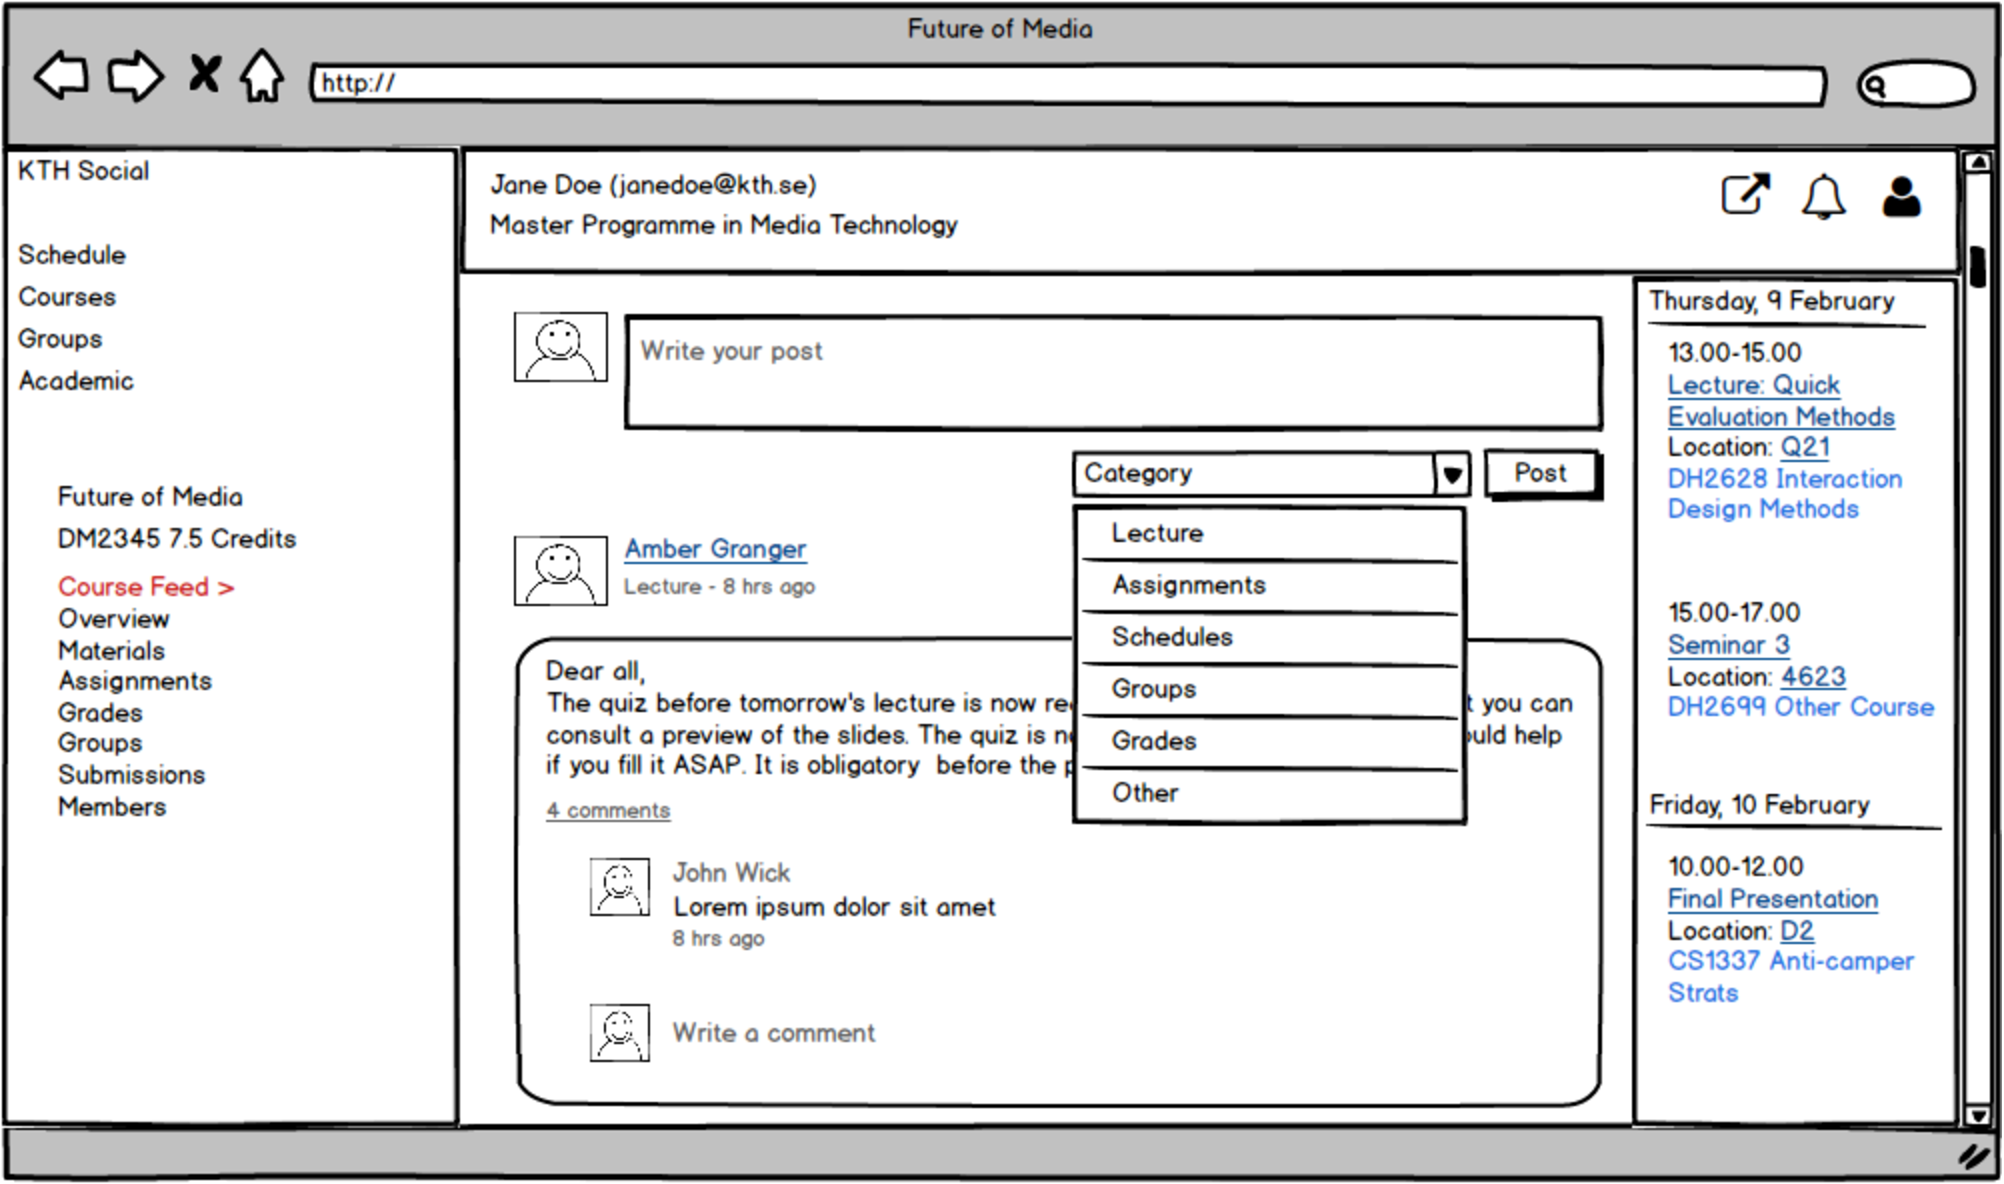 Future of Media
http://
KTH Social
Schedule
Courses
Groups
Academic
Future of Media
DM2345 7.5 Credits
Course Feed >
Overview
Materials
Assignments
Grades
Groups
Submissions
Members
Jane Doe (janedoe@kth.se)
Master Programme in Media Technology
Write your post
Category
Post
Lecture
Assignments
Schedules
Groups
Grades
Other
Amber Granger
Lecture - 8 hrs ago
Dear all,
The quiz before tomorrow's lecture is now you can
consult a preview of the slides. The quiz is help
if you fill it ASAP. It is obligatory before the
4 comments
John Wick
Lorem ipsum dolor sit amet
8 hrs ago
Write a comment
Thursday, 9 February
13.00-15.00
Lecture: Quick
Evaluation Methods
Location: Q21
DH2628 Interaction
Design Methods
15.00-17.00
Seminar 3
Location: 4623
DH2699 Other Course
Friday, 10 February
10.00-12.00
Final Presentation
Location: D2
CS1337 Anti-camper
Strats